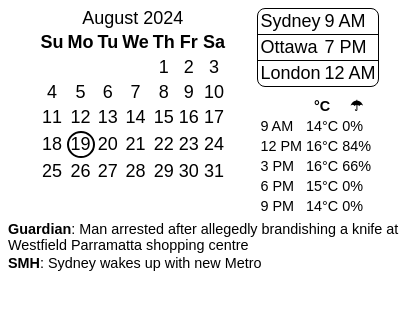 August 2024
Su Mo Tu We Th Fr Sa
1 2 3
4 5 6 7 8 9 10
11 12 13 14 15 16 17
18 19 20 21 22 23 24
25 26 27 28 29 30 31
Sydney 9 AM
Ottawa 7 PM
London 12 AM
°C ☂
9 AM 14°C 0%
12 PM 16°C 84%
3 PM 16°C 66%
6 PM 15°C 0%
9 PM 14°C 0%
Guardian: Man arrested after allegedly brandishing a knife at
Westfield Parramatta shopping centre
SMH: Sydney wakes up with new Metro